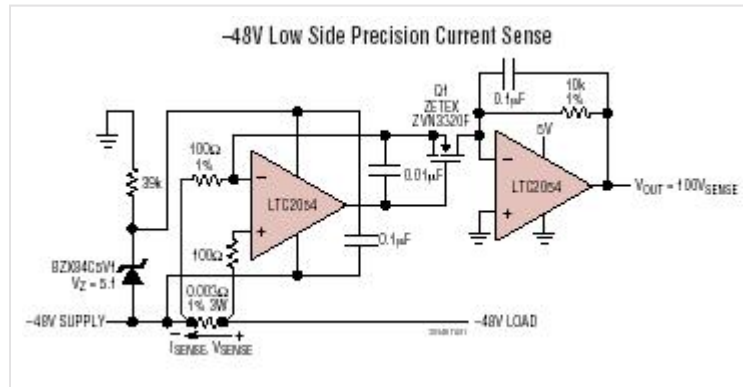 –48V Low Side Precision Current Sense
Q1
ZETEX
ZVN3320F
0.1µF
10k
1%
5V
100Ω
1%
39k
–
LTC2054
+
0.01µF
–
LTC2054
+
VOUT = 100VSENSE
100Ω
0.1µF
BZX84C5V1
VZ = 5.1
0.003Ω
1% 3W
–48V SUPPLY
–48V LOAD
– +
ISENSE, VSENSE